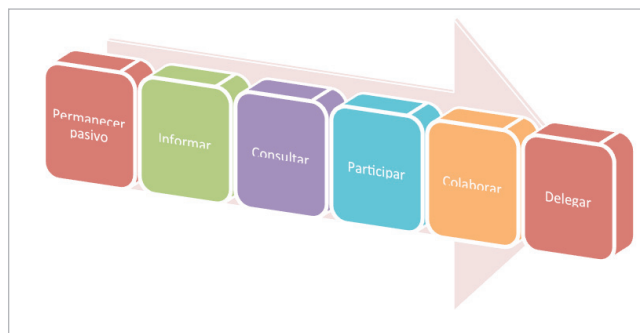 Permanecer
pasivo
Informar
Consultar
Participar
Colaborar
Delegar